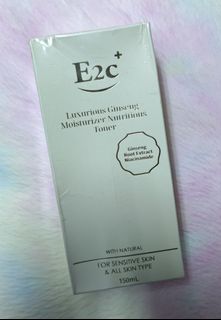 E2c+
Luxurious Ginseng
Moisturizer Nutritious
Toner
Ginseng
Root Extract
Niacinamide
WITH NATURAL
FOR SENSITIVE SKIN
& ALL SKIN TYPE
150mL